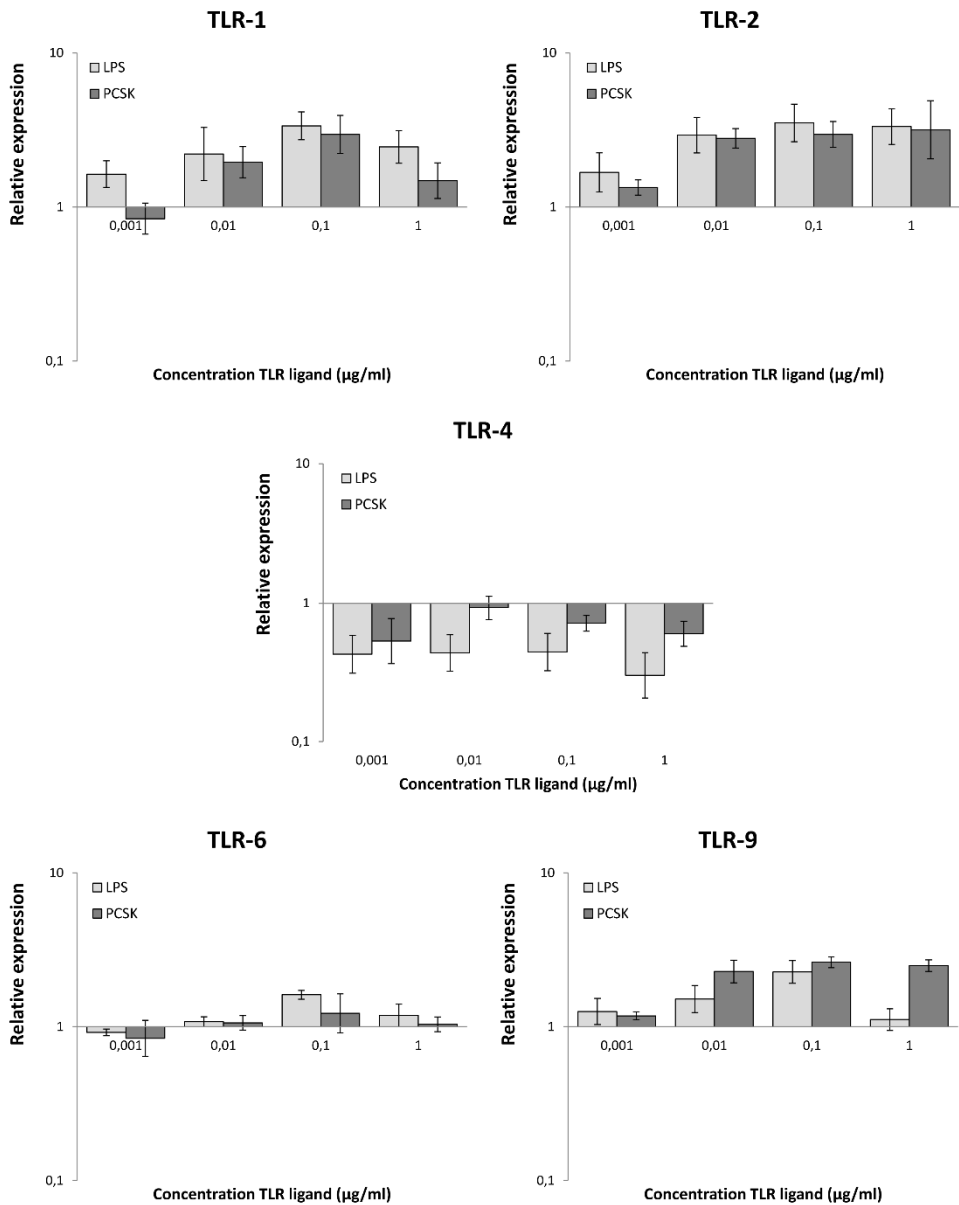 TLR-1
Relative expression
10
1
0,1
LPS
PCSK
0,001 0,01 0,1 1
Concentration TLR ligand (µg/ml)
TLR-2
Relative expression
10
1
0,1
LPS
PCSK
0,001 0,01 0,1 1
Concentration TLR ligand (µg/ml)
TLR-4
Relative expression
10
1
0,1
LPS
PCSK
0,001 0,01 0,1 1
Concentration TLR ligand (µg/ml)
TLR-6
Relative expression
10
1
0,1
LPS
PCSK
0,001 0,01 0,1 1
Concentration TLR ligand (µg/ml)
TLR-9
Relative expression
10
1
0,1
LPS
PCSK
0,001 0,01 0,1 1
Concentration TLR ligand (µg/ml)